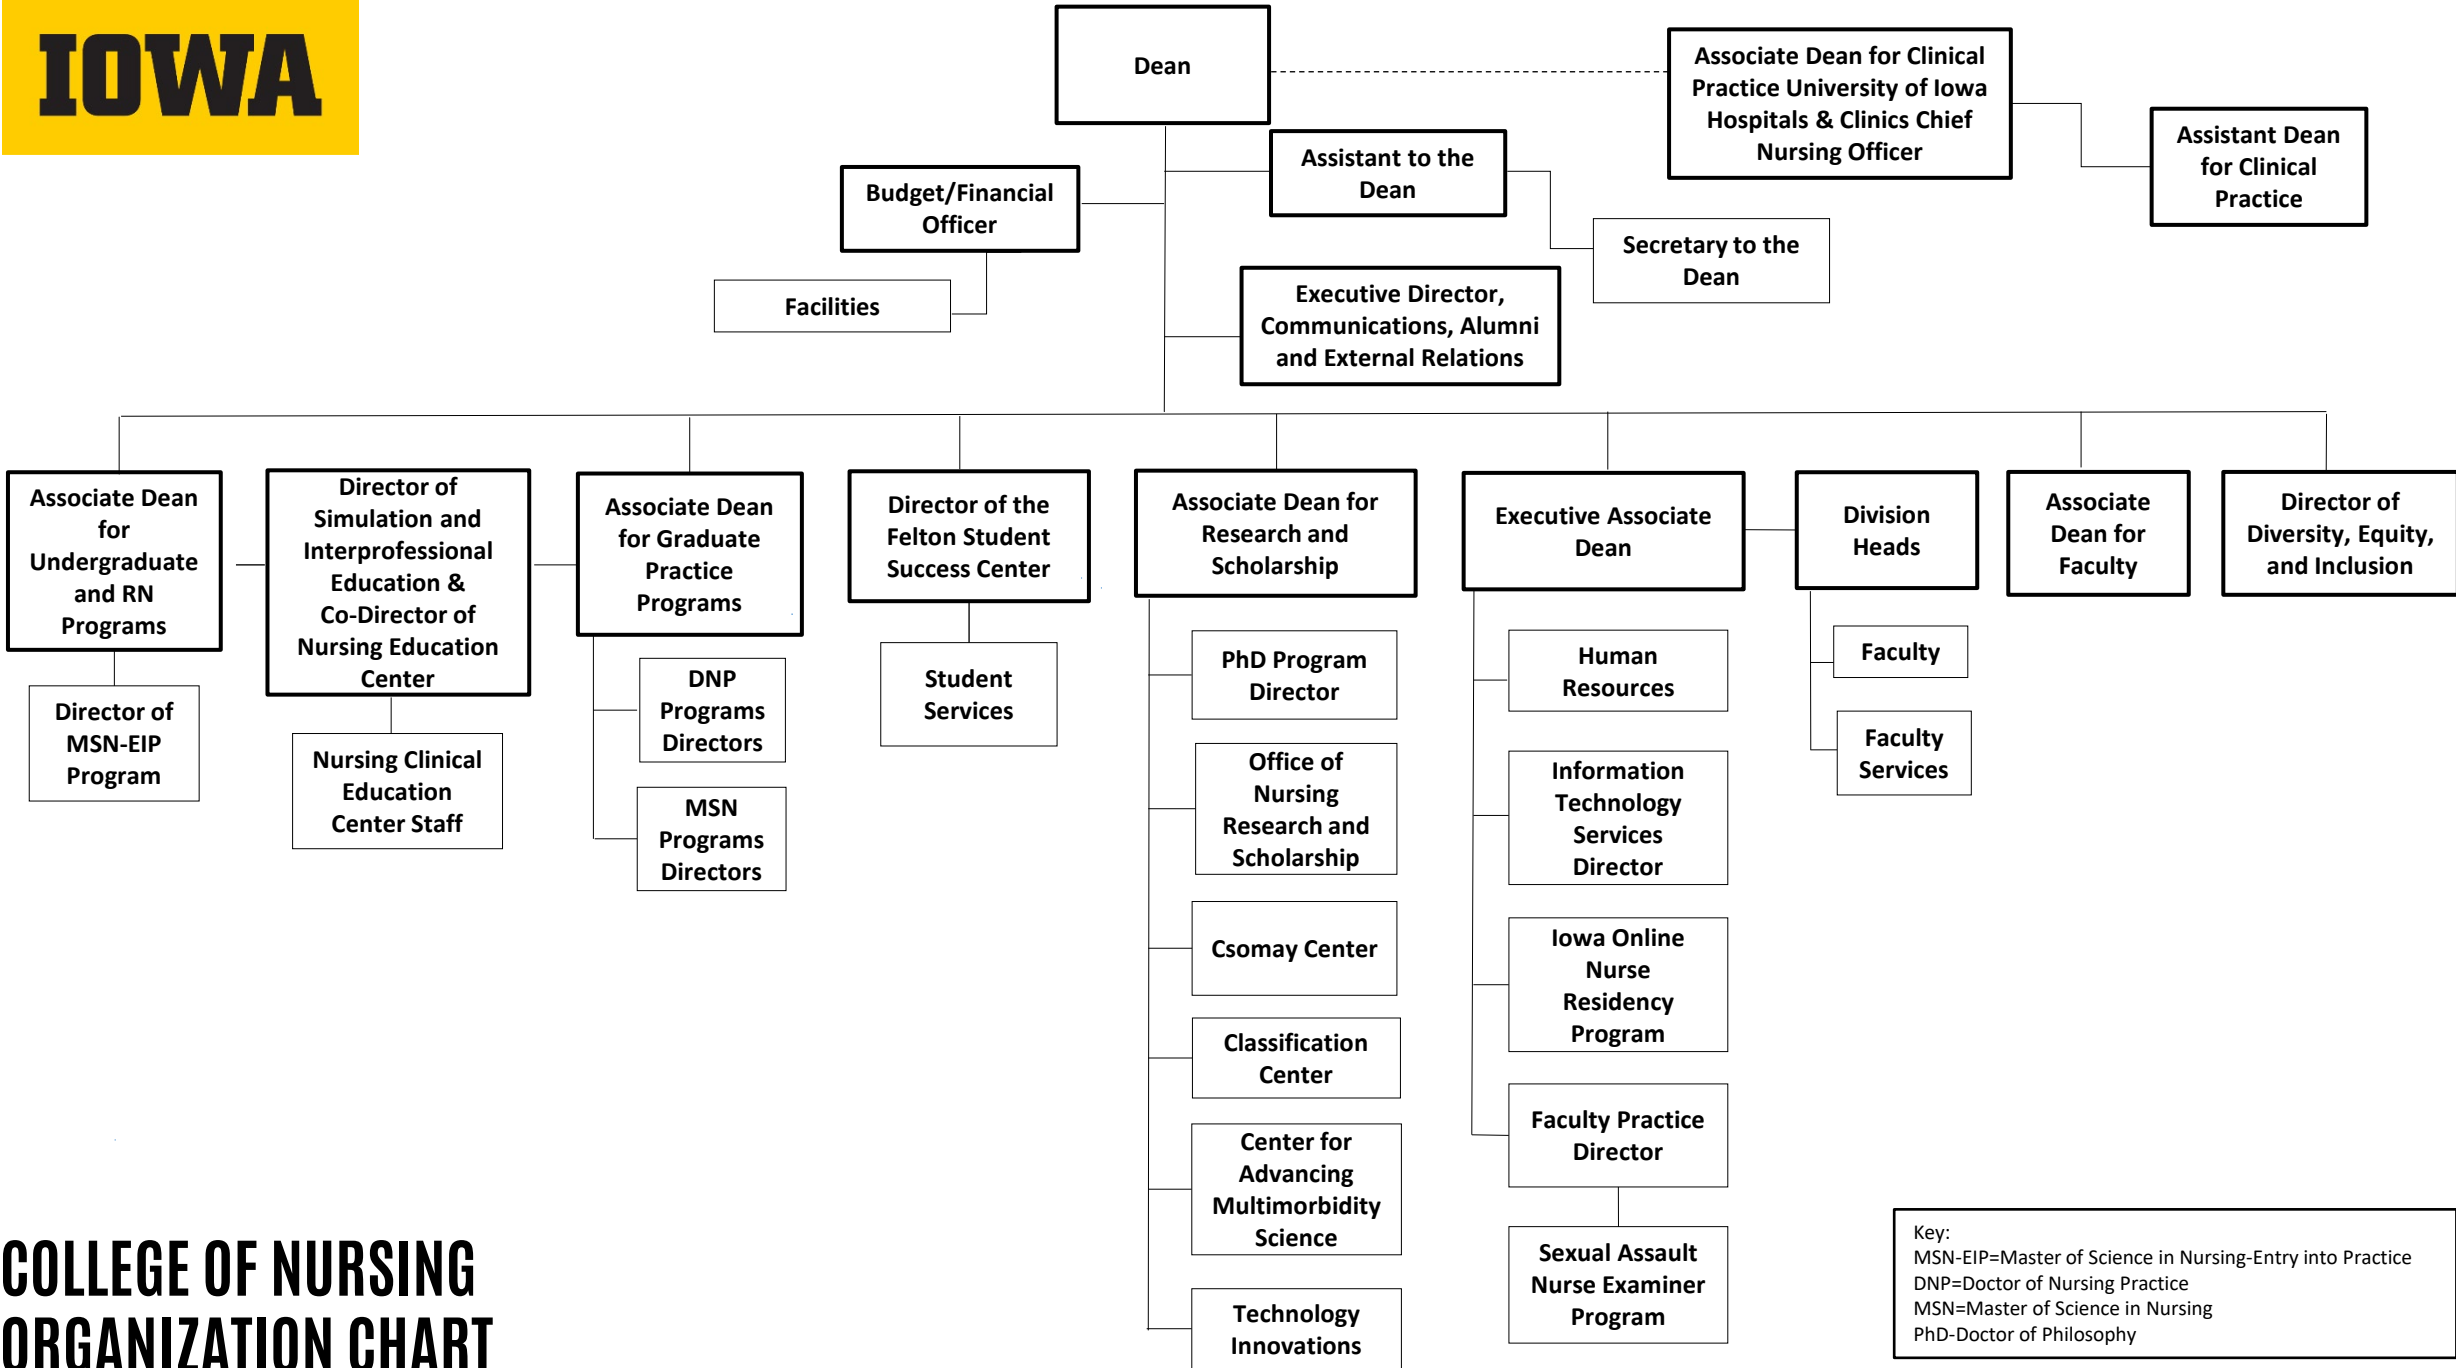 IOWA
Dean
Associate Dean for Clinical
Practice University of Iowa
Hospitals & Clinics Chief
Nursing Officer
Assistant Dean
for Clinical
Practice
Assistant to the
Dean
Budget/Financial
Officer
Secretary to the
Dean
Facilities
Executive Director,
Communications, Alumni
and External Relations
Associate Dean
for
Undergraduate
and RN
Programs
Director of
Simulation and
Interprofessional
Education &
Co-Director of
Nursing Education
Center
Associate Dean
for Graduate
Practice
Programs
Director of the
Felton Student
Success Center
Associate Dean for
Research and
Scholarship
Executive Associate
Dean
Division
Heads
Associate
Dean for
Faculty
Director of
Diversity, Equity,
and Inclusion
Director of
MSN-EIP
Program
Nursing Clinical
Education
Center Staff
DNP
Programs
Directors
MSN
Programs
Directors
Student
Services
PhD Program
Director
Office of
Nursing
Research and
Scholarship
Csomay Center
Classification
Center
Center for
Advancing
Multimorbidity
Science
Technology
Innovations
Human
Resources
Information
Technology
Services
Director
Iowa Online
Nurse
Residency
Program
Faculty Practice
Director
Sexual Assault
Nurse Examiner
Program
Faculty
Faculty
Services
COLLEGE OF NURSING
ORGANIZATION CHART
Key:
MSN-EIP=Master of Science in Nursing-Entry into Practice
DNP=Doctor of Nursing Practice
MSN=Master of Science in Nursing
PhD-Doctor of Philosophy